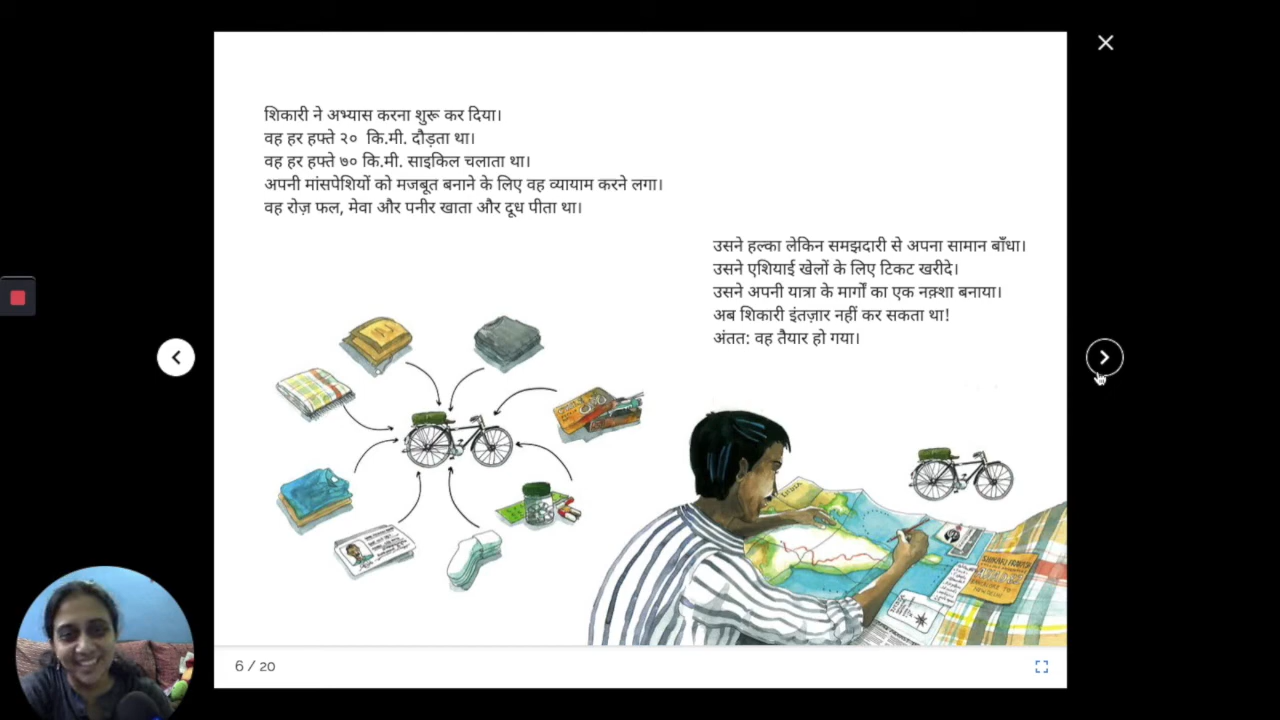 शिकारी ने अभ्यास करना शुरू कर दिया।
वह हर हफ्ते २० कि.मी. दौड़ता था।
वह हर हफ्ते ७० कि.मी. साइकिल चलाता था।
अपनी मांसपेशियों को मजबूत बनाने के लिए वह व्यायाम करने लगा।
वह रोज़ फल, मेवा और पनीर खाता और दूध पीता था।
उसने हल्का लेकिन समझदारी से अपना सामान बाँधा।
उसने एशियाई खेलों के लिए टिकट खरीदे।
उसने अपनी यात्रा के मार्गों का एक नक़्शा बनाया।
अब शिकारी इंतज़ार नहीं कर सकता था!
अंतत: वह तैयार हो गया।
6 / 20